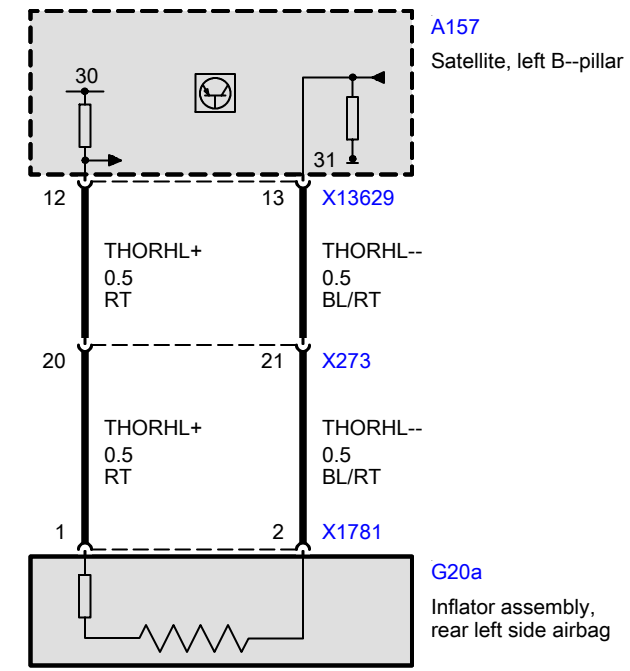 A157
Satellite, left B--pillar
30
31
12
13
X13629
THORHL+
0.5
RT
THORHL--
0.5
BL/RT
20
21
X273
THORHL+
0.5
RT
THORHL--
0.5
BL/RT
1
2
X1781
G20a
Inflator assembly,
rear left side airbag